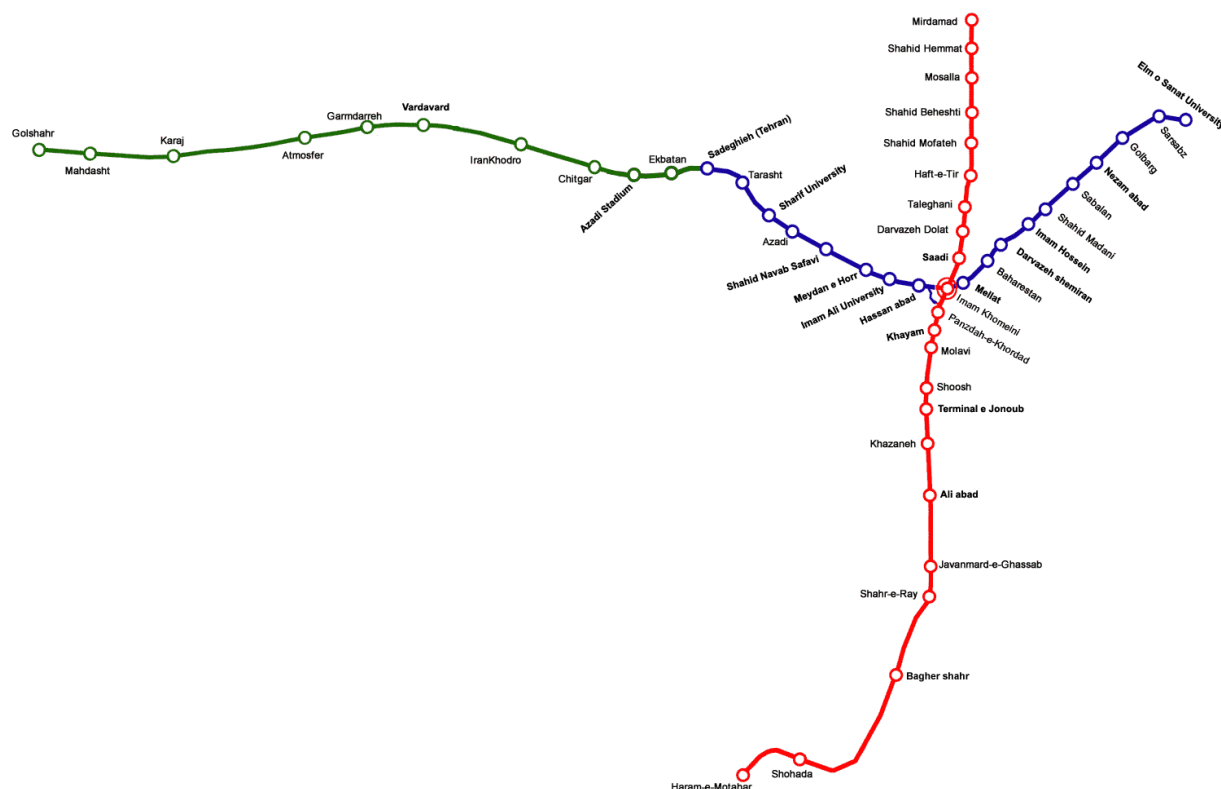 Mirdamad
Shahid Hemmat
Mosalla
Shahid Beheshti
Shahid Mofateh
Haft-e-Tir
Taleghani
Darvazeh Dolat
Saadi
Imam Khomeini
Panzdah-e-Khordad
Khayam
Molavi
Shoosh
Terminal e Jonoub
Khazaneh
Ali abad
Javanmard-e-Ghassab
Shahr-e-Ray
Bagher shahr
Shohada
Haram-e-Motahar
Golshahr
Mahdasht
Karaj
Atmosfer
Garmdarreh
Vardavard
IranKhodro
Chitgar
Azadi Stadium
Ekbatan
Sadeghieh (Tehran)
Tarasht
Sharif University
Azadi
Shahid Navab Safavi
Meydan e Horr
Imam Ali University
Hassan abad
Mellat
Baharestan
Darvazeh shemiran
Imam Hossein
Shahid Madani
Sabalan
Nezam abad
Golbarg
Sarsabz
Elm o Sanat University